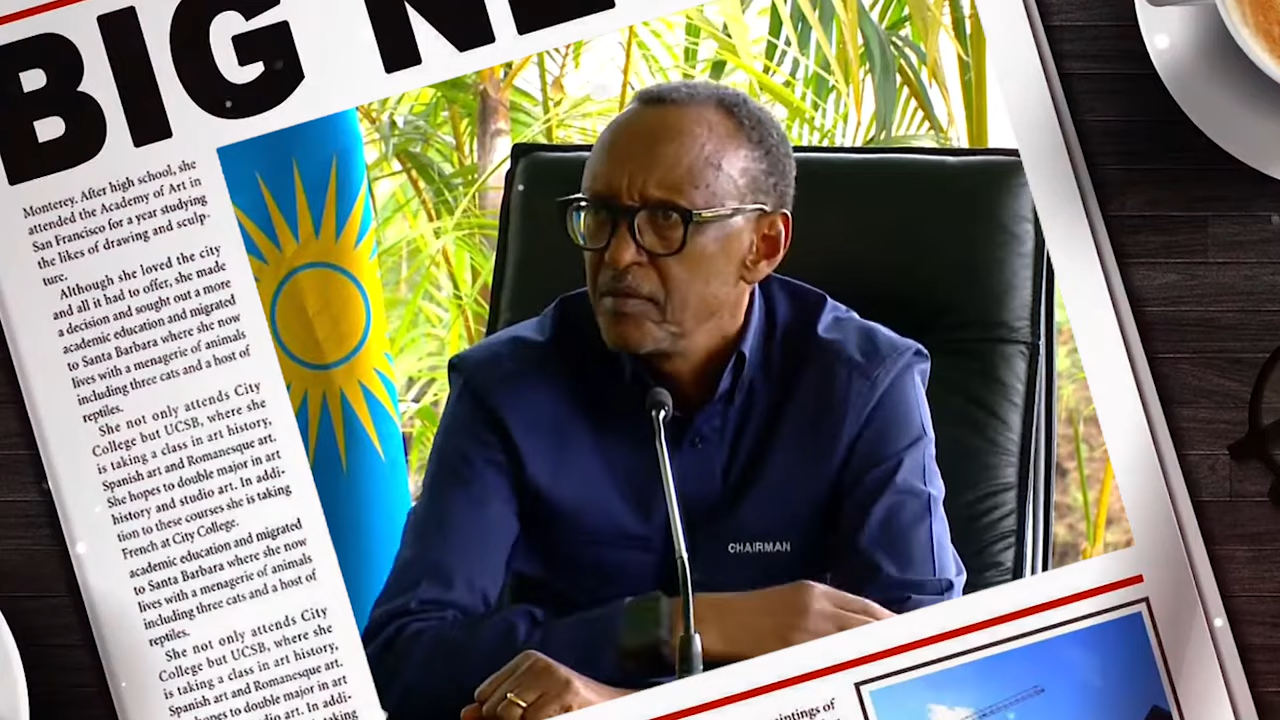 BIG
Monterey. After high school, she
attended the Academy of Art in
San Francisco for a year studying
the likes of drawing and sculp-
ture.
Although she loved the city
and all it had to offer, she made
a decision and sought out a more
academic education and migrated
to Santa Barbara where she now
lives with a menagerie of animals
including three cats and a host of
reptiles.
She not only attends City
College but UCSB, where she
is taking a class in art history,
Spanish art and Romanesque art.
She hopes to double major in art
history and studio art. In addi-
tion to these courses she is taking
French at City College.
academic education and migrated
to Santa Barbara where she now
lives with a menagerie of animals
including three cats and a host of
reptiles.
She not only attends City
College but UCSB, where she
is taking a class in art history,
Spanish art and Romanesque art.
hopes to double major in art
and studio art. In addi-
taking
CHAIRMAN
of